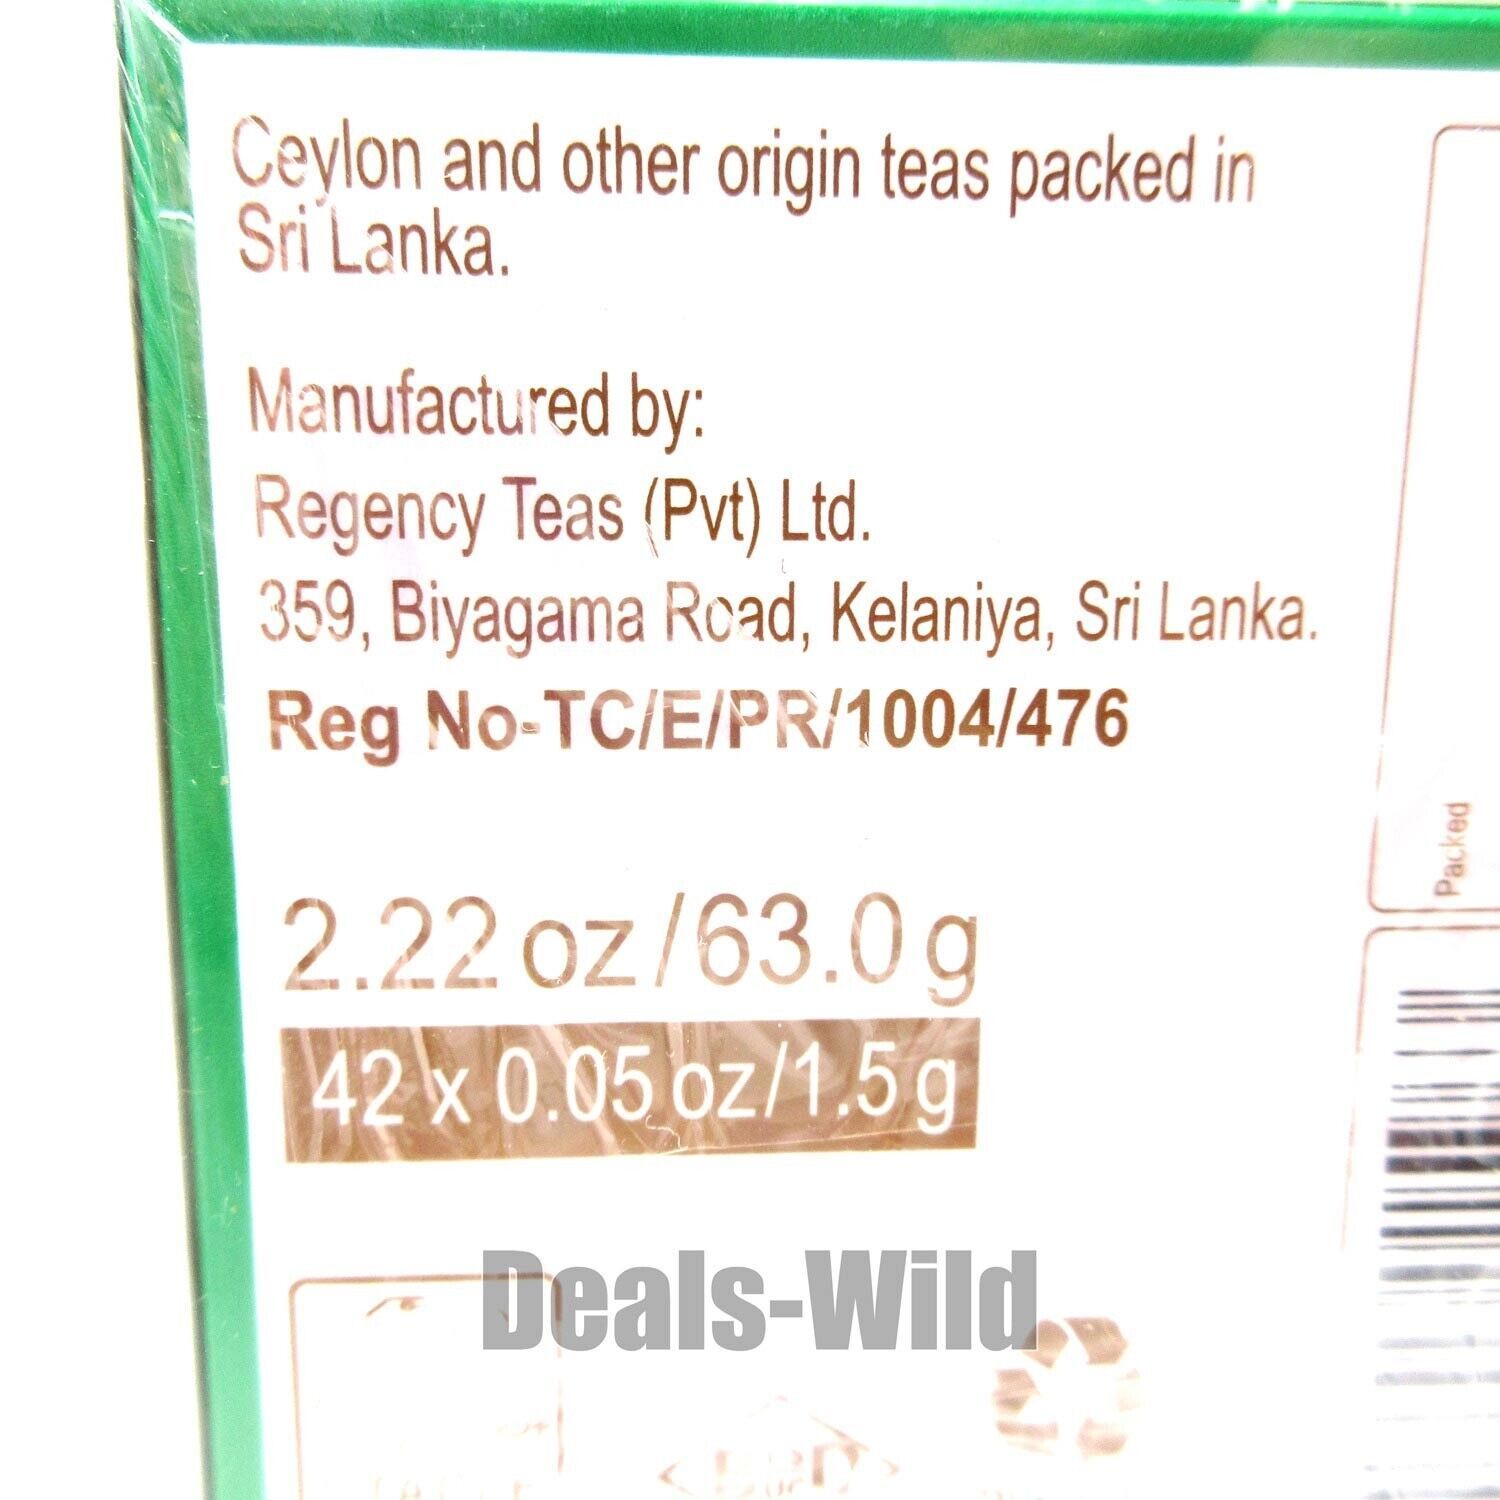 Ceylon and other origin teas packed in
Sri Lanka.
Manufactured by:
Regency Teas (Pvt) Ltd.
359, Biyagama Road, Kelaniya, Sri Lanka.
Reg No-TC/E/PR/1004/476
2.22 oz/63.0 g
42 x 0.05 oz/1.5 g
Packed
Deals-Wild